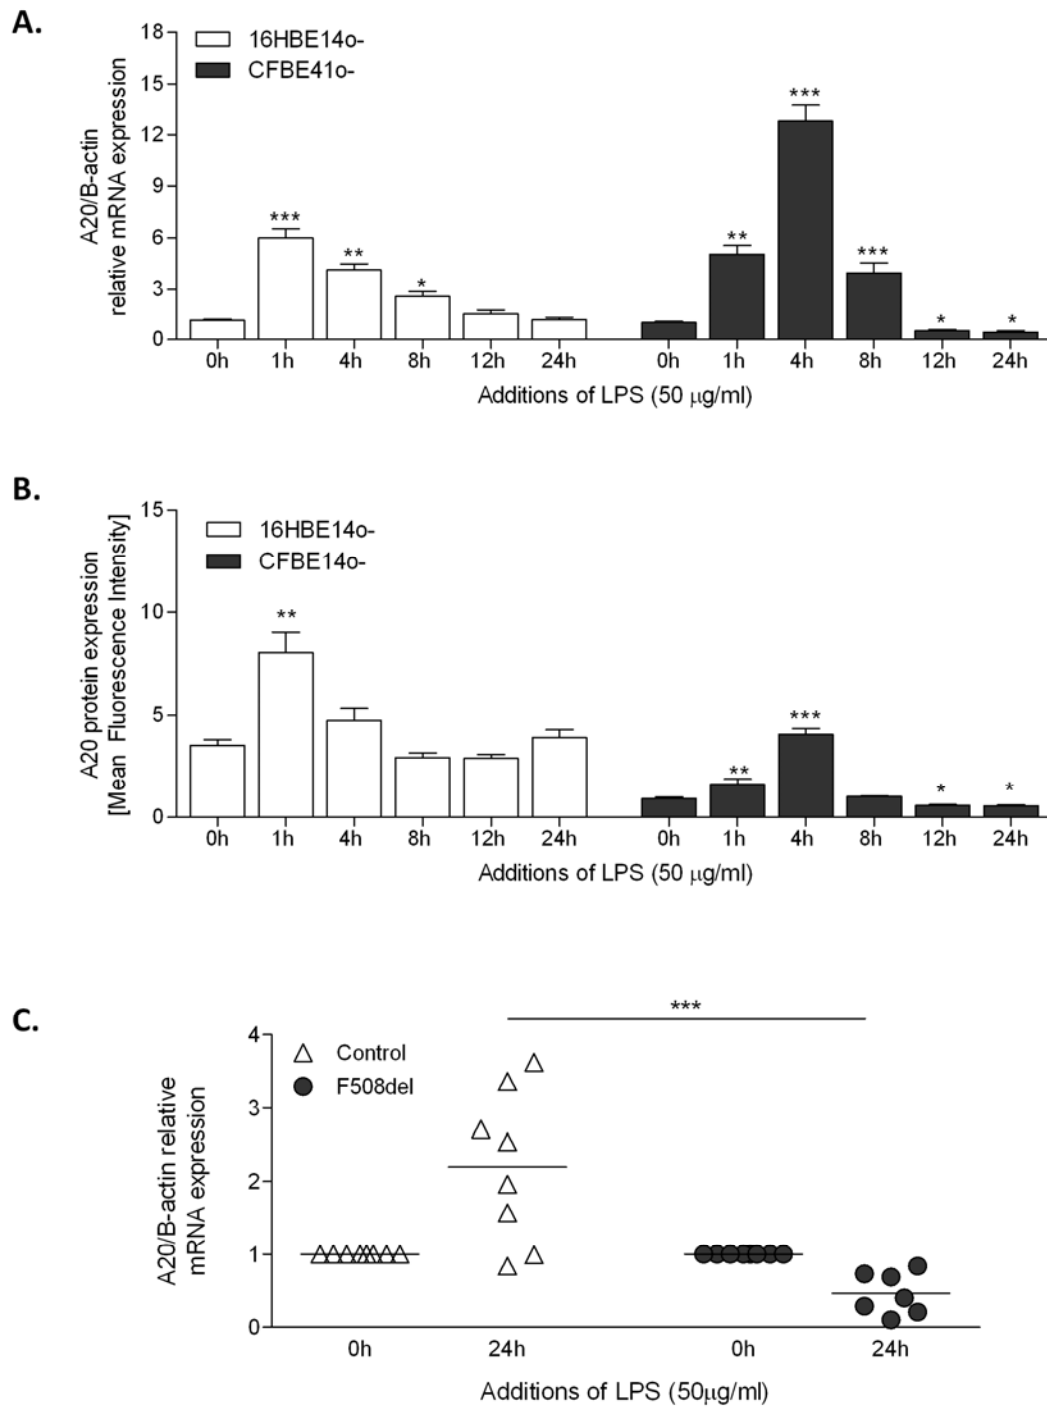 A.
18
15
12
9
6
3
0
A20/B-actin
relative mRNA expression
16HBE14o-
CFBE41o-
*** ** * ** *** *** * *
0h 1h 4h 8h 12h 24h 0h 1h 4h 8h 12h 24h
Additions of LPS (50 μg/ml)
B.
15
10
5
0
A20 protein expression
[Mean Fluorescence Intensity]
16HBE14o-
CFBE14o-
** ** *** * *
0h 1h 4h 8h 12h 24h 0h 1h 4h 8h 12h 24h
Additions of LPS (50 μg/ml)
C.
4
3
2
1
0
A20/B-actin relative
mRNA expression
Control
F508del
***
0h 24h 0h 24h
Additions of LPS (50μg/ml)